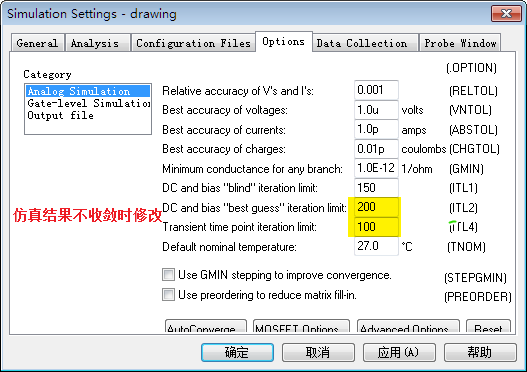 Simulation Settings - drawing
General Analysis Configuration Files Options Data Collection Probe Window
(.OPTION)
Category
Analog Simulation
Gate-level Simulation
Output file
Relative accuracy of V's and I's: 0.001 (RELTOL)
Best accuracy of voltages: 1.0u volts (VNTOL)
Best accuracy of currents: 1.0p amps (ABSTOL)
Best accuracy of charges: 0.01p coulombs (CHGTOL)
Minimum conductance for any branch: 1.0E-12 1/ohm (GMIN)
DC and bias "blind" iteration limit: 150 (ITL1)
DC and bias "best guess" iteration limit: 200 (ITL2)
仿真结果不收敛时修改
Transient time point iteration limit: 100 (ITL4)
Default nominal temperature: 27.0 °C (TNOM)
Use GMIN stepping to improve convergence. (STEPGMIN)
Use preordering to reduce matrix fill-in. (PREORDER)
AutoConverge... MOSFET Options... Advanced Options... Reset
确定 取消 应用(A) 帮助